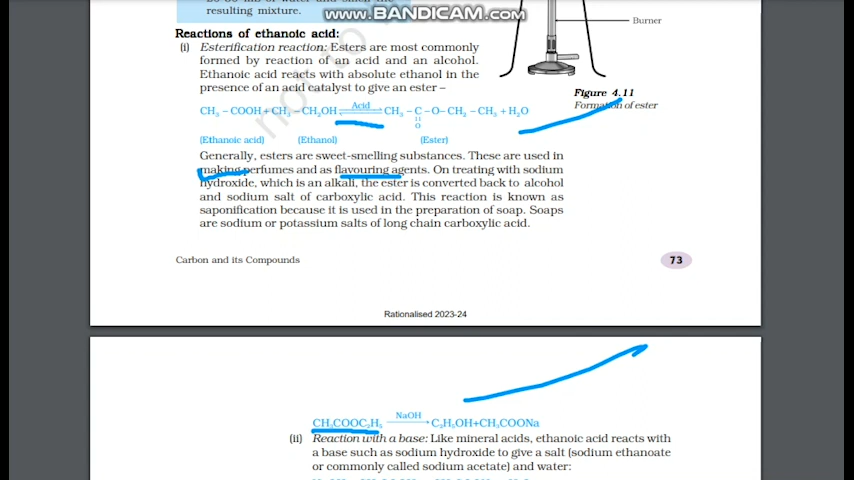 resulting mixture.
www.BANDICAM.com
Burner
Reactions of ethanoic acid:
(i) Esterification reaction: Esters are most commonly
formed by reaction of an acid and an alcohol.
Ethanoic acid reacts with absolute ethanol in the
presence of an acid catalyst to give an ester –
Figure 4.11
Formation of ester
Acid
CH₃ – COOH + CH₃ – CH₂OH ⇌ CH₃ – C – O – CH₂ – CH₃ + H₂O
||
O
(Ethanoic acid) (Ethanol) (Ester)
Generally, esters are sweet-smelling substances. These are used in
making perfumes and as flavouring agents. On treating with sodium
hydroxide, which is an alkali, the ester is converted back to alcohol
and sodium salt of carboxylic acid. This reaction is known as
saponification because it is used in the preparation of soap. Soaps
are sodium or potassium salts of long chain carboxylic acid.
Carbon and its Compounds 73
Rationalised 2023-24
NaOH
CH₃COOC₂H₅ → C₂H₅OH+CH₃COONa
(ii) Reaction with a base: Like mineral acids, ethanoic acid reacts with
a base such as sodium hydroxide to give a salt (sodium ethanoate
or commonly called sodium acetate) and water: